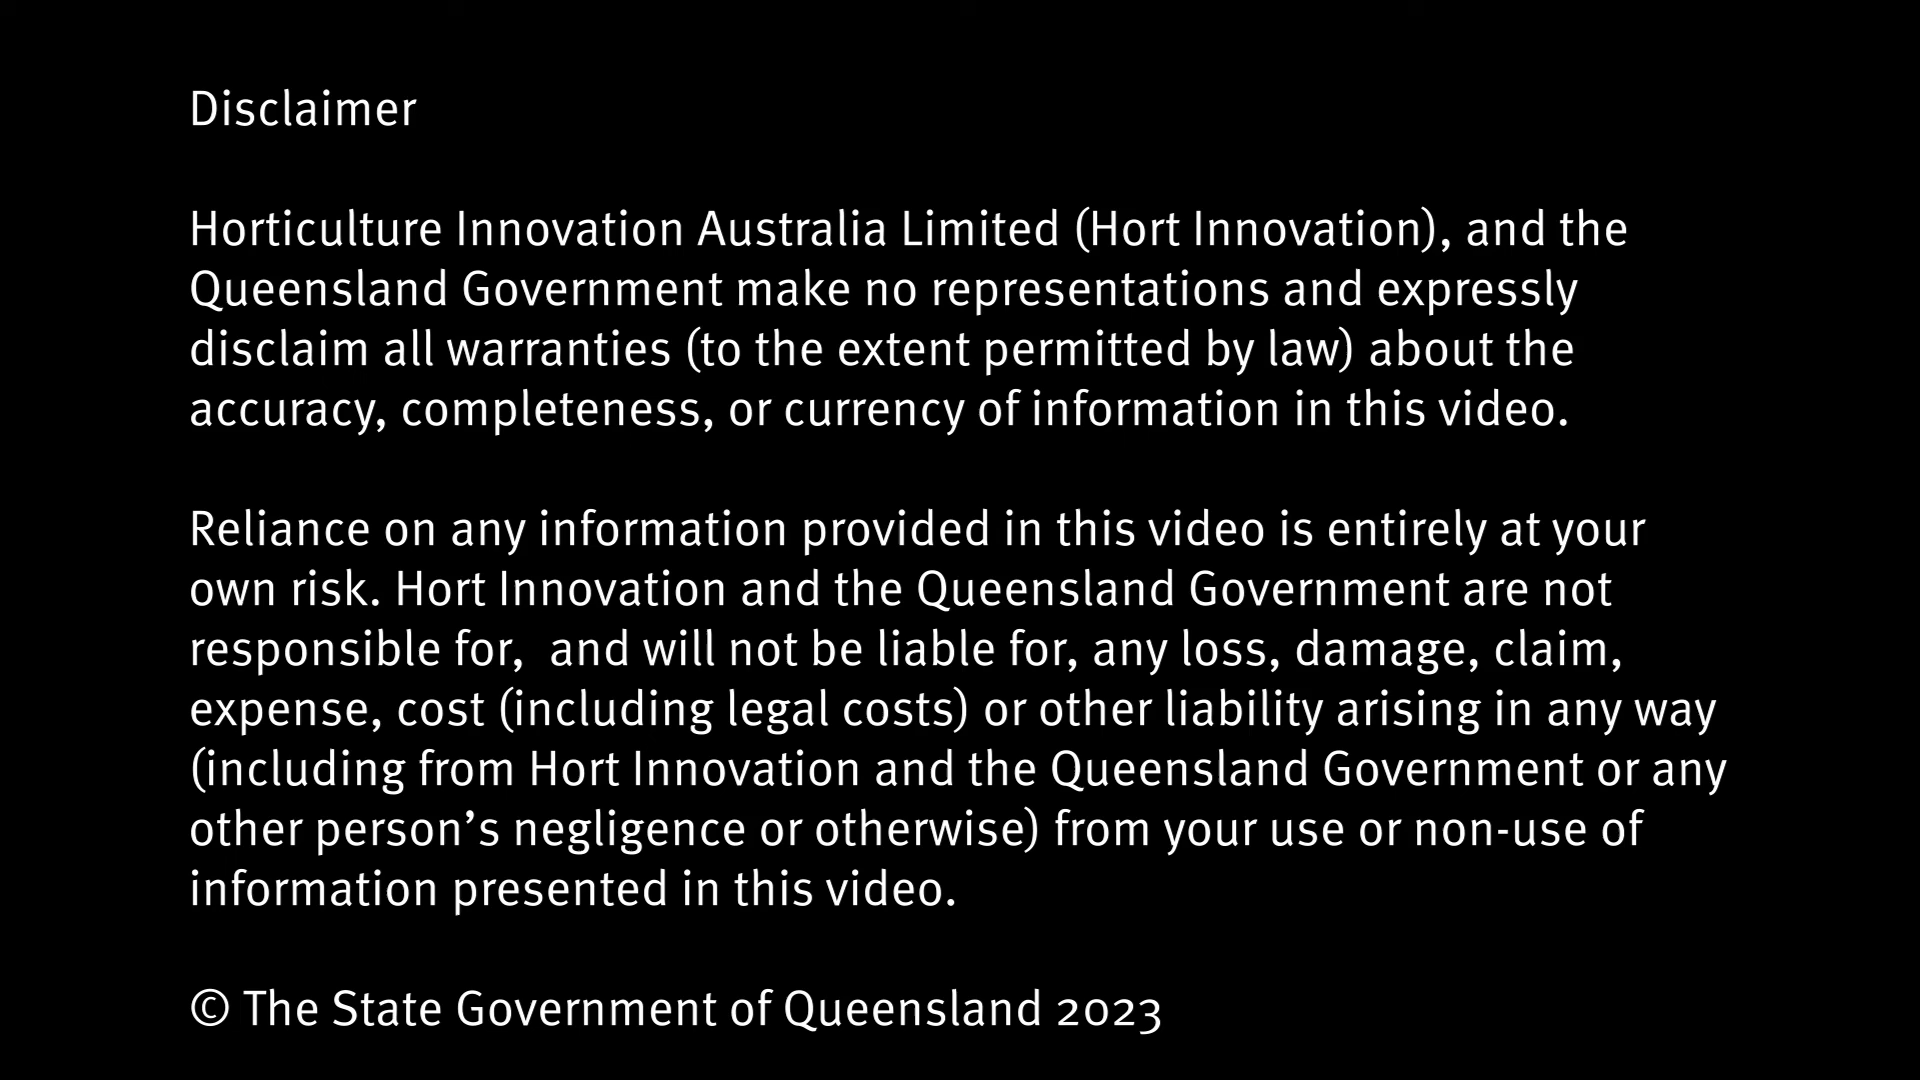 Disclaimer
Horticulture Innovation Australia Limited (Hort Innovation), and the
Queensland Government make no representations and expressly
disclaim all warranties (to the extent permitted by law) about the
accuracy, completeness, or currency of information in this video.
Reliance on any information provided in this video is entirely at your
own risk. Hort Innovation and the Queensland Government are not
responsible for,  and will not be liable for, any loss, damage, claim,
expense, cost (including legal costs) or other liability arising in any way
(including from Hort Innovation and the Queensland Government or any
other person’s negligence or otherwise) from your use or non-use of
information presented in this video.
© The State Government of Queensland 2023